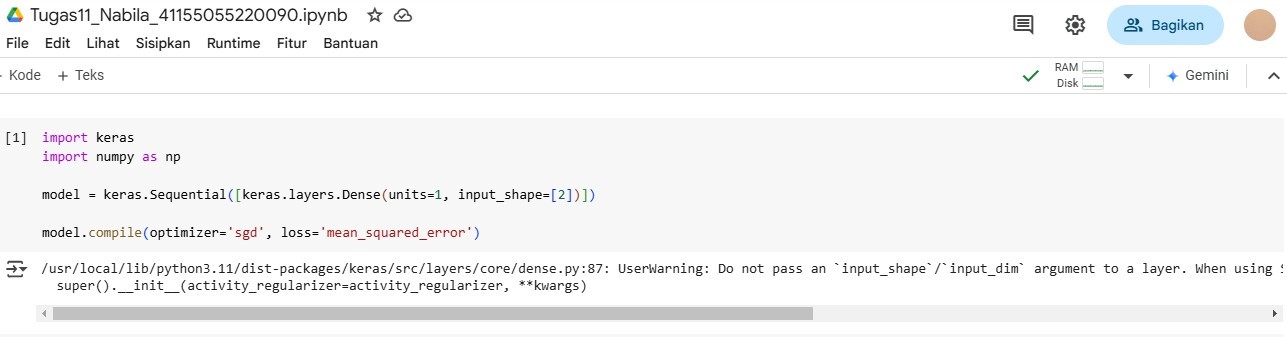 Tugas11_Nabila_41155055220090.ipynb
File Edit Lihat Sisipkan Runtime Fitur Bantuan
Bagikan
Kode + Teks
RAM
Disk
Gemini
[1] import keras
import numpy as np
model = keras.Sequential([keras.layers.Dense(units=1, input_shape=[2])])
model.compile(optimizer='sgd', loss='mean_squared_error')
/usr/local/lib/python3.11/dist-packages/keras/src/layers/core/dense.py:87: UserWarning: Do not pass an `input_shape`/`input_dim` argument to a layer. When using
super().__init__(activity_regularizer=activity_regularizer, **kwargs)